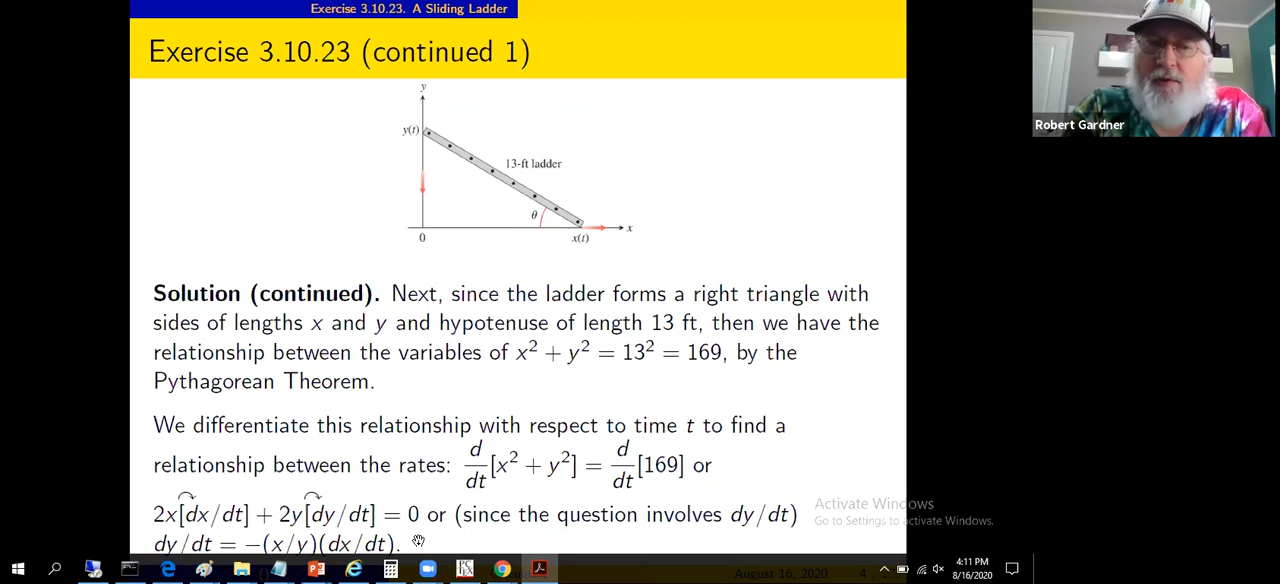 Exercise 3.10.23. A Sliding Ladder
Exercise 3.10.23 (continued 1)
Robert Gardner
y
y(t)
13-ft ladder
θ
0
x(t)
x
Solution (continued). Next, since the ladder forms a right triangle with
sides of lengths x and y and hypotenuse of length 13 ft, then we have the
relationship between the variables of x² + y² = 13² = 169, by the
Pythagorean Theorem.
We differentiate this relationship with respect to time t to find a
relationship between the rates: d/dt[x² + y²] = d/dt[169] or
2x[dx/dt] + 2y[dy/dt] = 0 or (since the question involves dy/dt)
dy/dt = −(x/y)(dx/dt).
Activate Windows
Go to Settings to activate Windows.
August 16, 2020 4
4:11 PM
8/16/2020